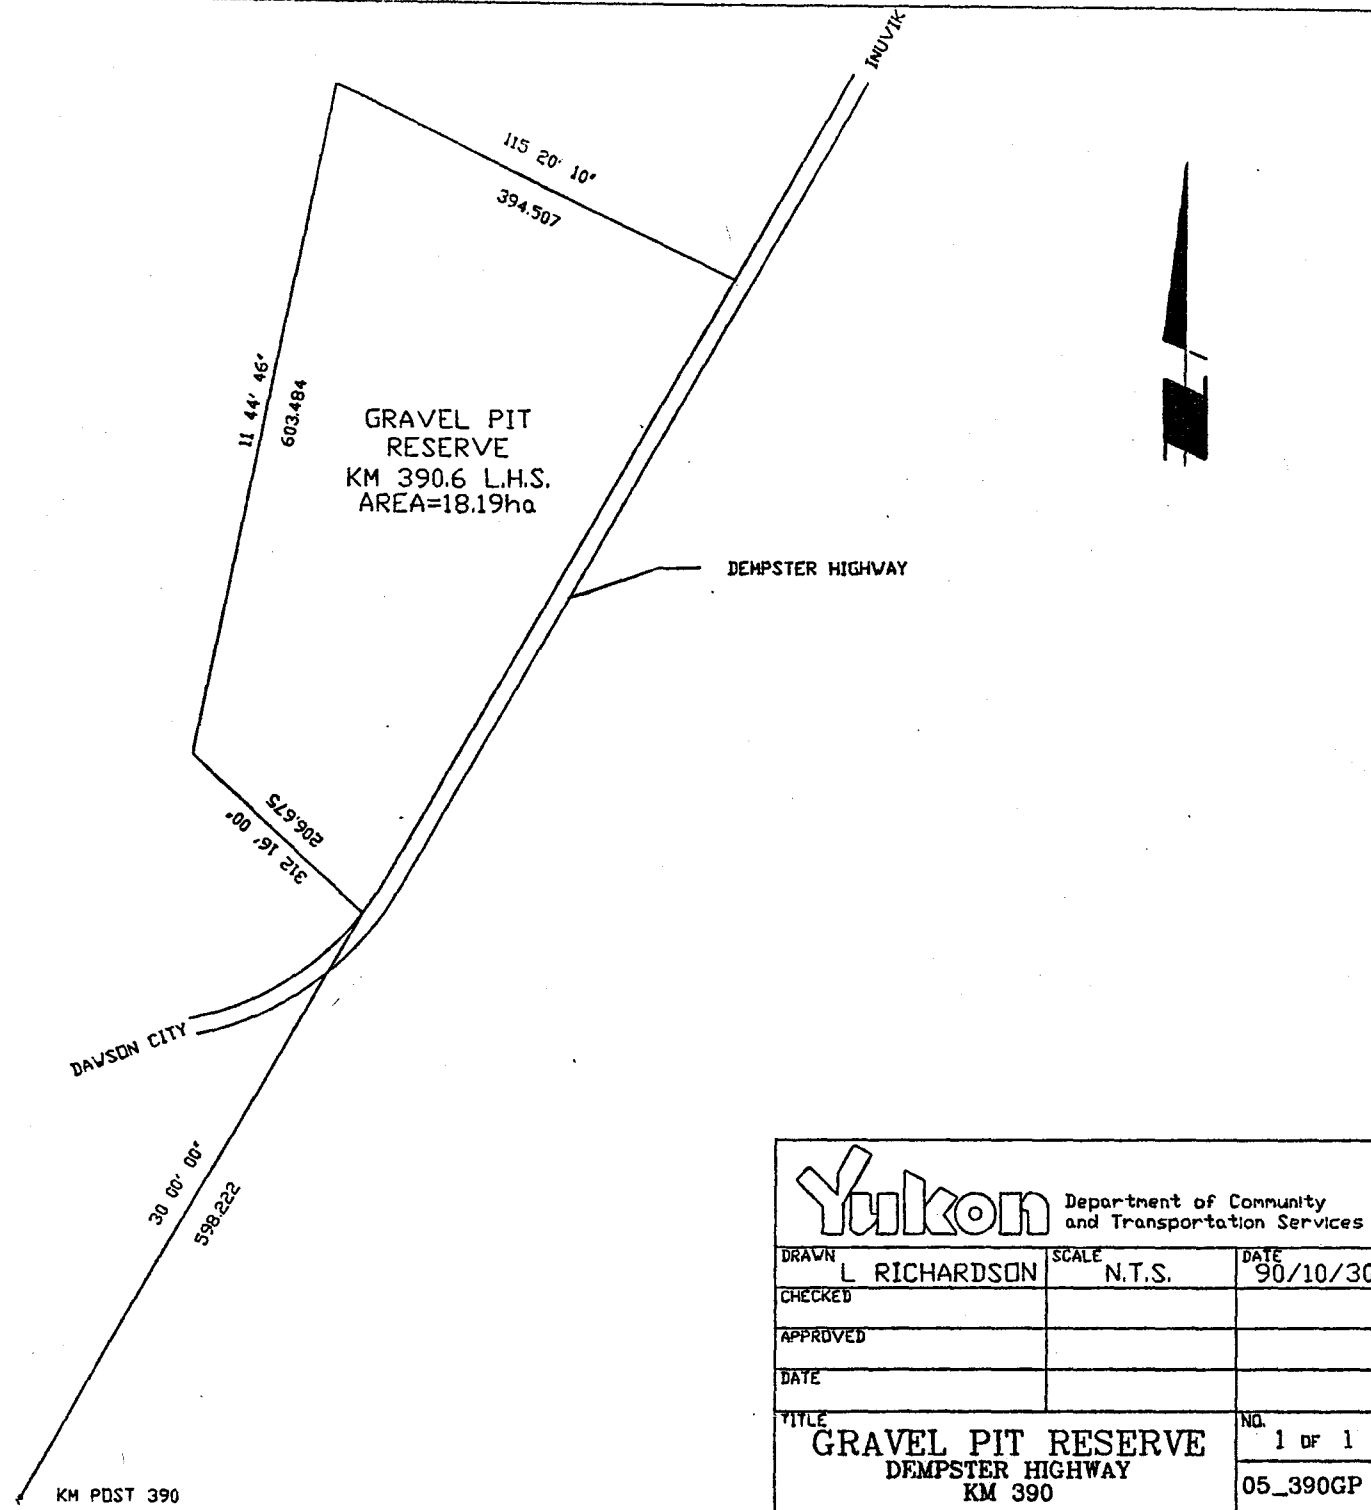 INUVIK
115 20' 10"
394.507
11 44' 46"
603.484
GRAVEL PIT
RESERVE
KM 390.6 L.H.S.
AREA=18.19ha
DEMPSTER HIGHWAY
206.675
312 16' 00"
DAWSON CITY
30 00' 00"
598.222
KM POST 390
Yukon
Department of Community
and Transportation Services
DRAWN
L RICHARDSON
SCALE
N.T.S.
DATE
90/10/30
CHECKED
APPROVED
DATE
TITLE
GRAVEL PIT RESERVE
DEMPSTER HIGHWAY
KM 390
NO.
1 OF 1
05_390GP